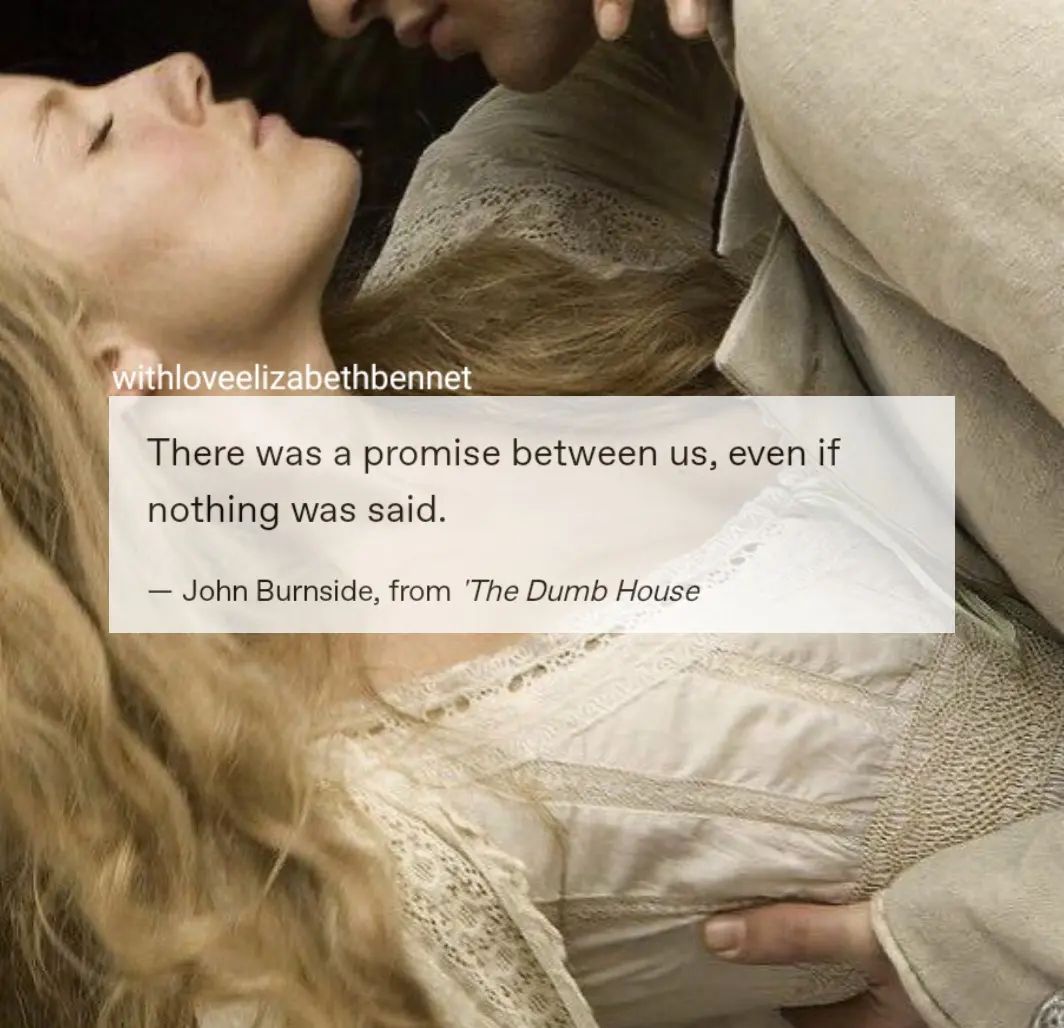 withloveelizabethbennet
There was a promise between us, even if
nothing was said.
— John Burnside, from 'The Dumb House